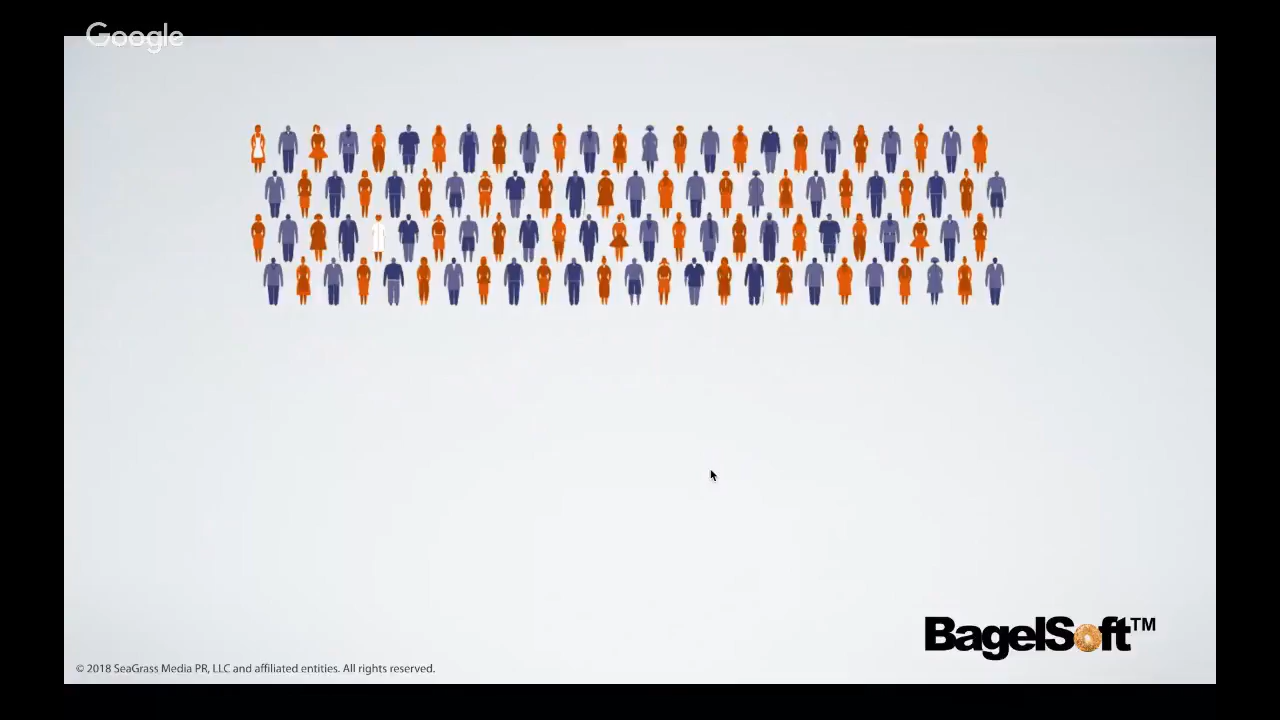 Google
BagelSoft™
© 2018 SeaGrass Media PR, LLC and affiliated entities. All rights reserved.